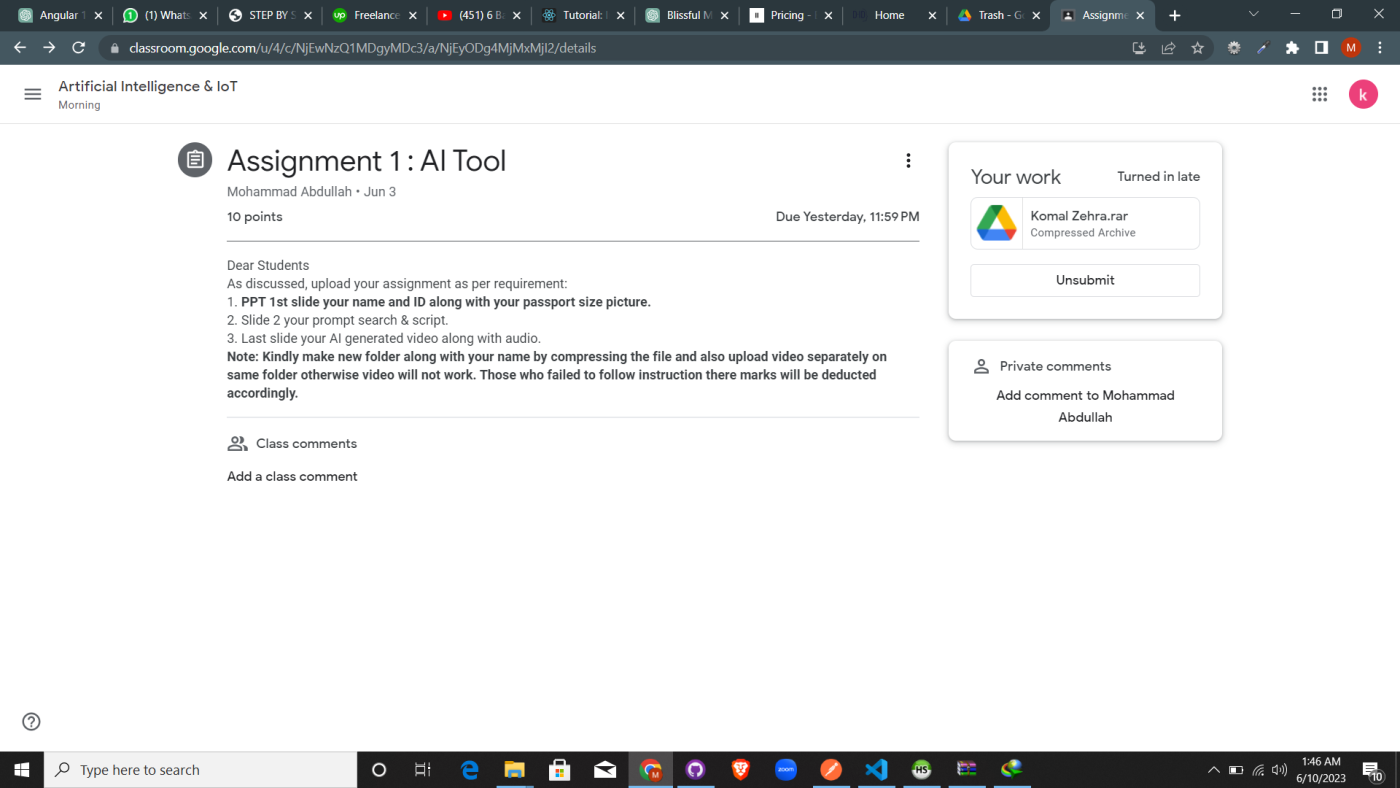 Angular 1
(1) Whats
STEP BY S
Freelance
(451) 6 Ba
Tutorial: I
Blissful M
Pricing -
Home
Trash - Go
Assignme
classroom.google.com/u/4/c/NjEwNzQ1MDgyMDc3/a/NjEyODg4MjMxMjI2/details
M
Artificial Intelligence & IoT
Morning
k
Assignment 1 : AI Tool
Mohammad Abdullah • Jun 3
10 points
Due Yesterday, 11:59 PM
Dear Students
As discussed, upload your assignment as per requirement:
1. PPT 1st slide your name and ID along with your passport size picture.
2. Slide 2 your prompt search & script.
3. Last slide your AI generated video along with audio.
Note: Kindly make new folder along with your name by compressing the file and also upload video separately on
same folder otherwise video will not work. Those who failed to follow instruction there marks will be deducted
accordingly.
Class comments
Add a class comment
Your work
Turned in late
Komal Zehra.rar
Compressed Archive
Unsubmit
Private comments
Add comment to Mohammad
Abdullah
Type here to search
zoom
HS
1:46 AM
6/10/2023
10